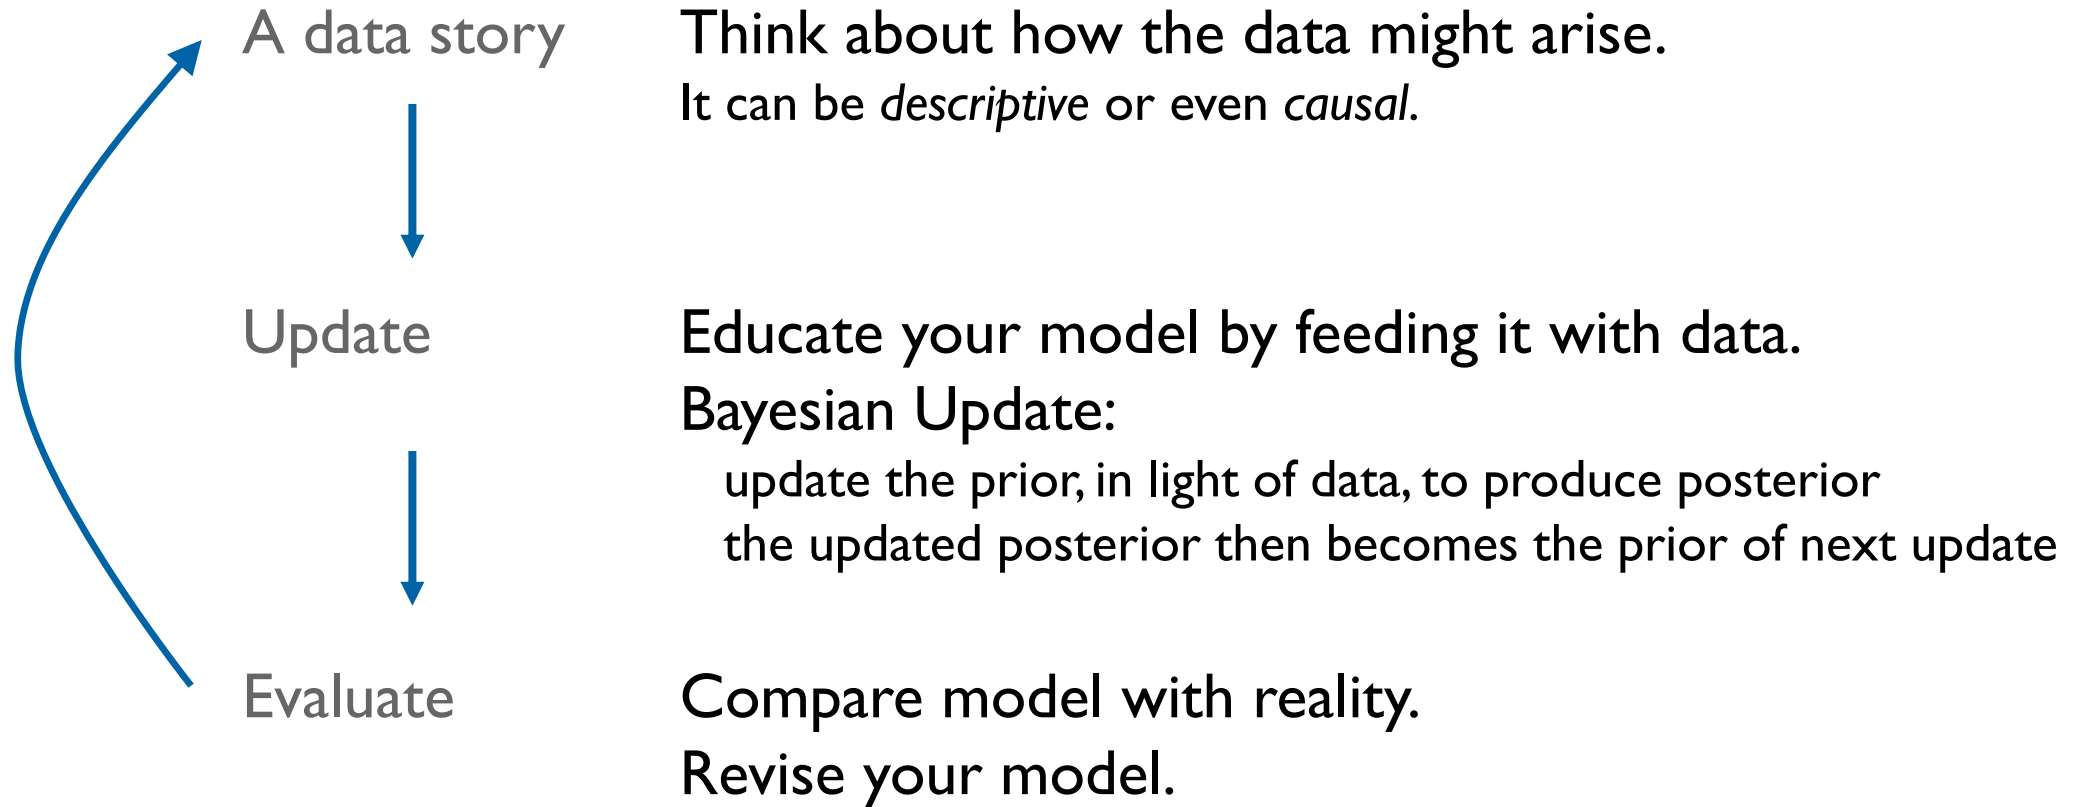 A data story
Think about how the data might arise.
It can be descriptive or even causal.
Update
Educate your model by feeding it with data.
Bayesian Update:
update the prior, in light of data, to produce posterior
the updated posterior then becomes the prior of next update
Evaluate
Compare model with reality.
Revise your model.